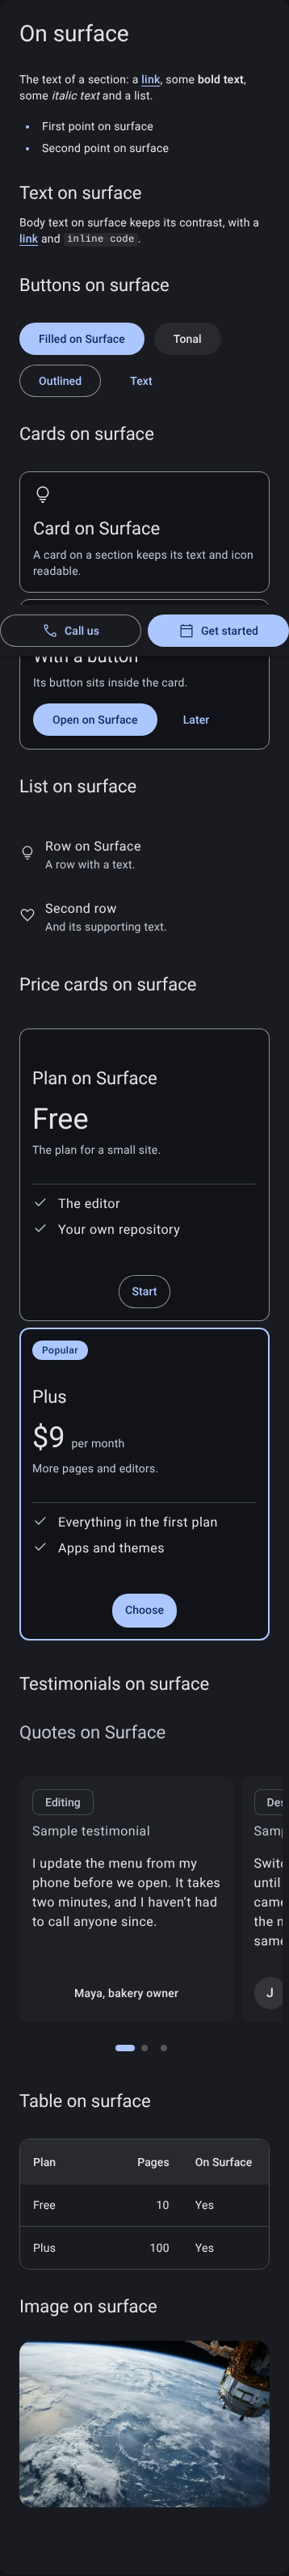 On surface
The text of a section: a link, some bold text,
some italic text and a list.
First point on surface
Second point on surface
Text on surface
Body text on surface keeps its contrast, with a
link and inline code.
Buttons on surface
Filled on Surface
Tonal
Outlined
Text
Cards on surface
Card on Surface
A card on a section keeps its text and icon
readable.
Call us
Get started
With a button
Its button sits inside the card.
Open on Surface
Later
List on surface
Row on Surface
A row with a text.
Second row
And its supporting text.
Price cards on surface
Plan on Surface
Free
The plan for a small site.
The editor
Your own repository
Start
Popular
Plus
$9 per month
More pages and editors.
Everything in the first plan
Apps and themes
Choose
Testimonials on surface
Quotes on Surface
Editing
Sample testimonial
I update the menu from my
phone before we open. It takes
two minutes, and I haven't had
to call anyone since.
Maya, bakery owner
J
Table on surface
Plan Pages On Surface
Free 10 Yes
Plus 100 Yes
Image on surface